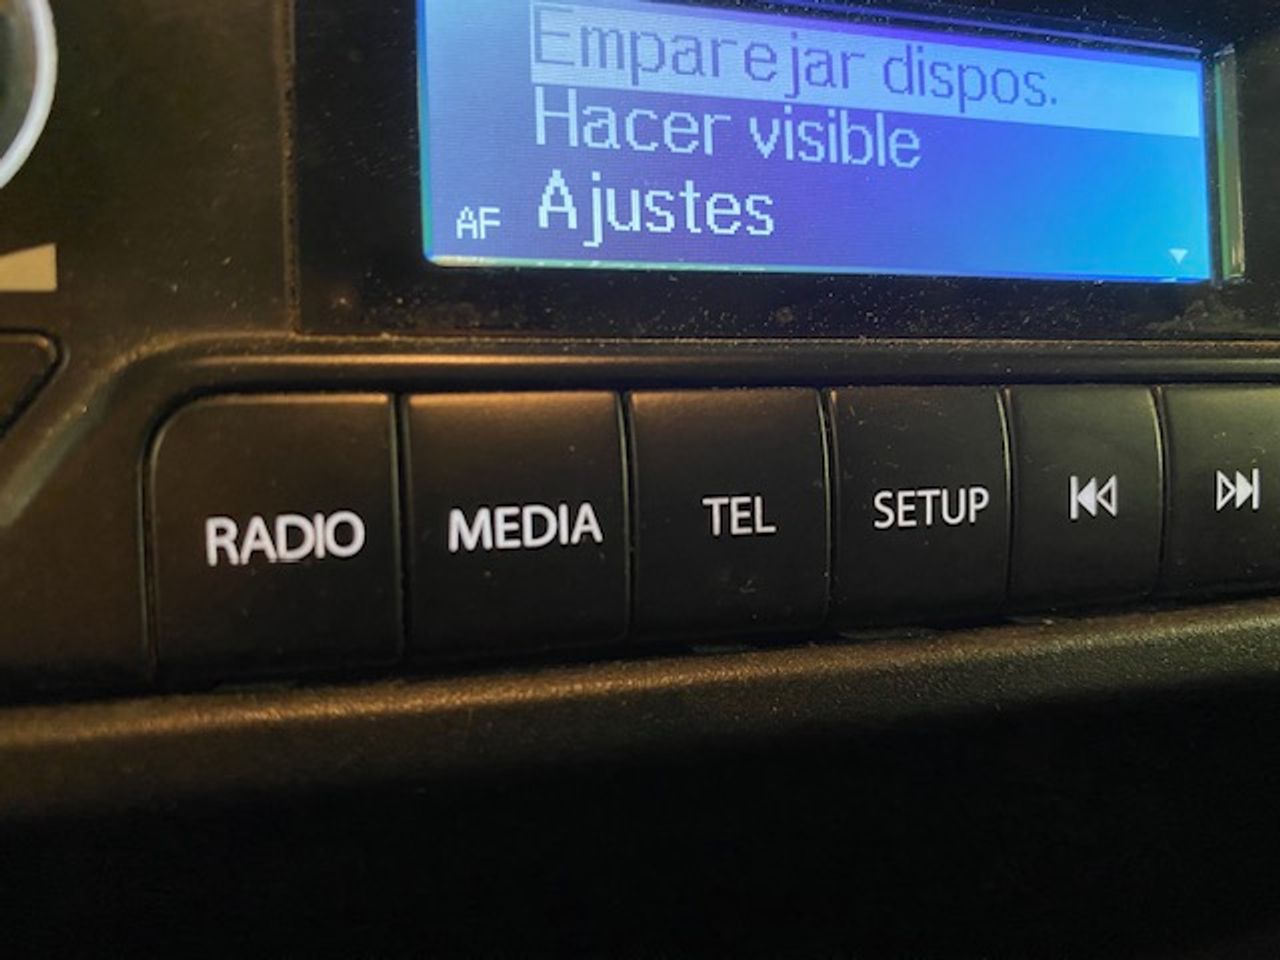 Emparejar dispos.
Hacer visible
AF Ajustes
RADIO MEDIA TEL SETUP